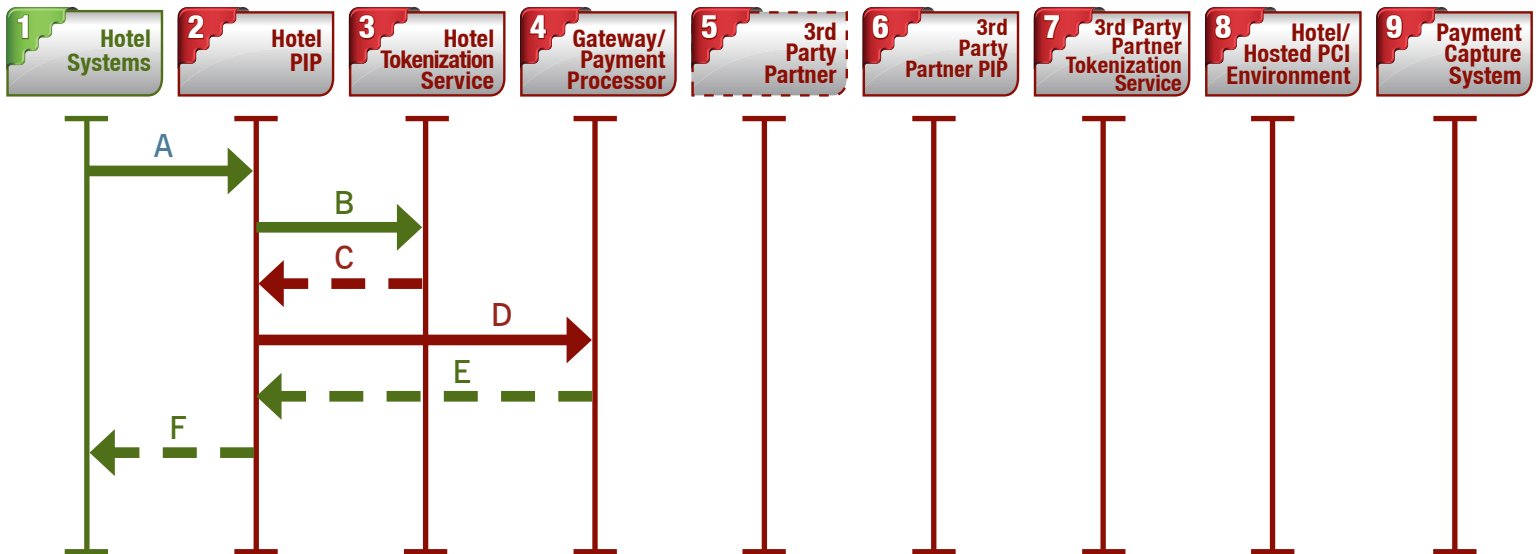 1
Hotel
Systems
2
Hotel
PIP
3
Hotel
Tokenization
Service
4
Gateway/
Payment
Processor
5
3rd
Party
Partner
6
3rd
Party
Partner PIP
7
3rd Party
Partner
Tokenization
Service
8
Hotel/
Hosted PCI
Environment
9
Payment
Capture
System
A
B
C
D
E
F